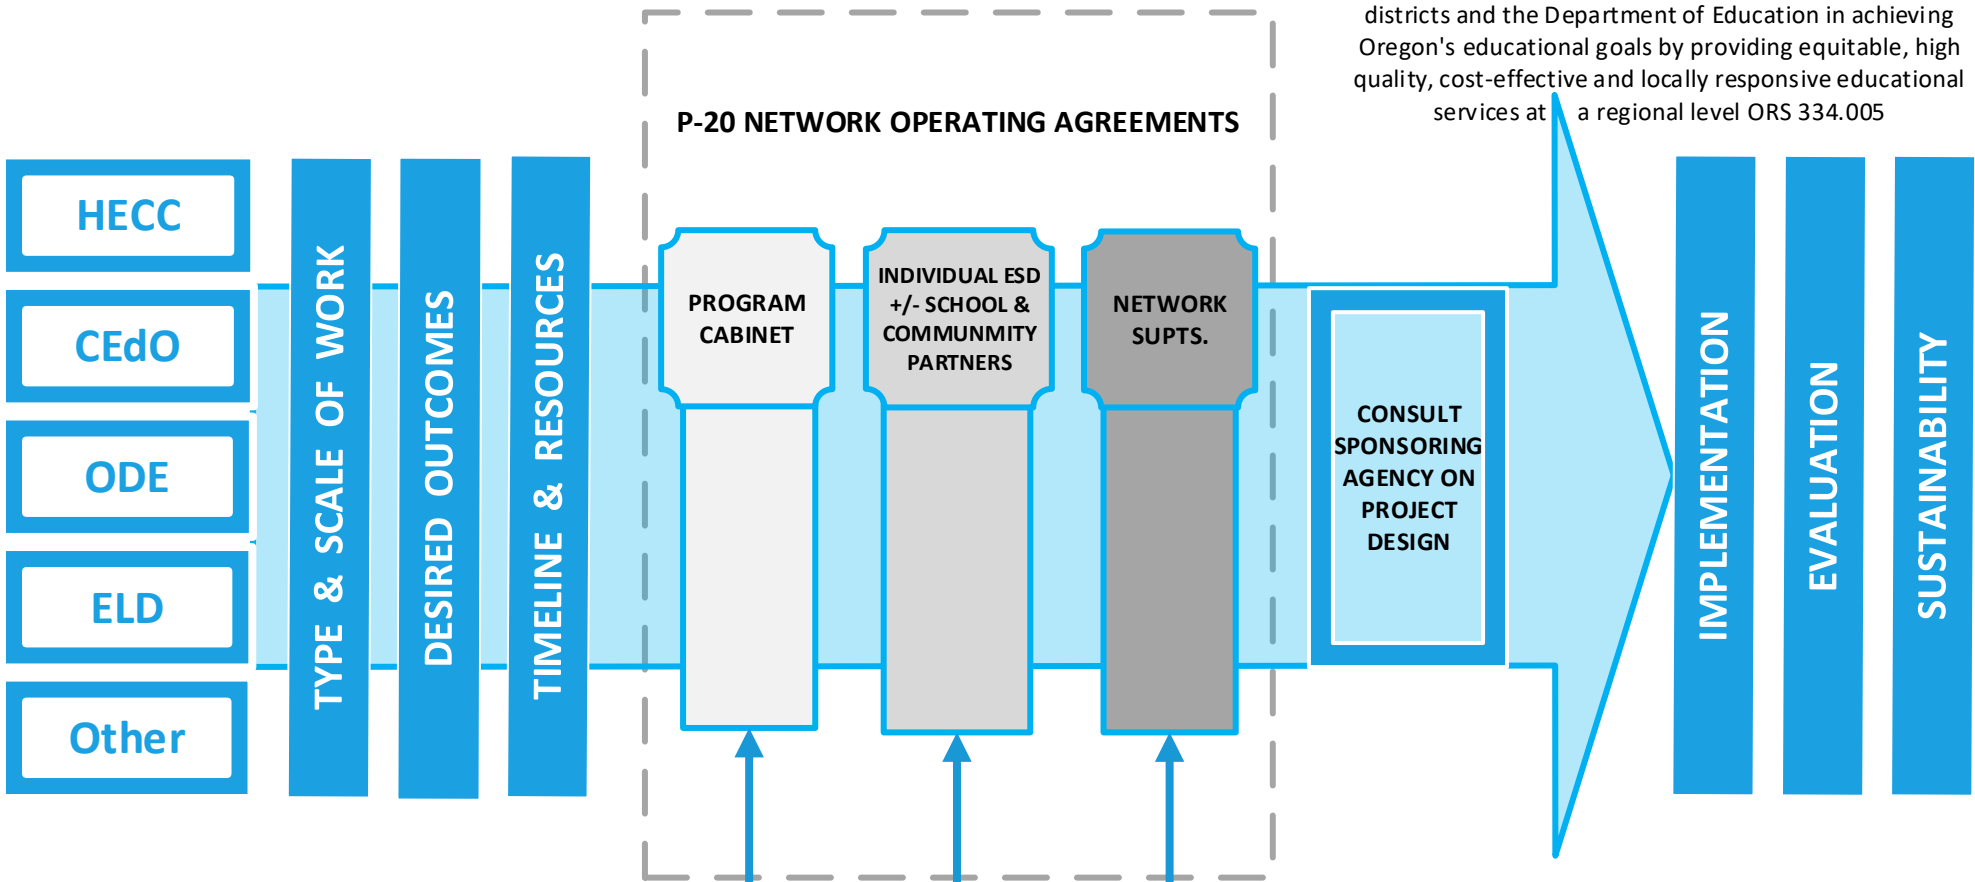 districts and the Department of Education in achieving
Oregon's educational goals by providing equitable, high
quality, cost-effective and locally responsive educational
services at a regional level ORS 334.005
P-20 NETWORK OPERATING AGREEMENTS
HECC
CEdO
ODE
ELD
Other
TYPE & SCALE OF WORK
DESIRED OUTCOMES
TIMELINE & RESOURCES
PROGRAM
CABINET
INDIVIDUAL ESD
+/- SCHOOL &
COMMUNMITY
PARTNERS
NETWORK
SUPTS.
CONSULT
SPONSORING
AGENCY ON
PROJECT
DESIGN
IMPLEMENTATION
EVALUATION
SUSTAINABILITY